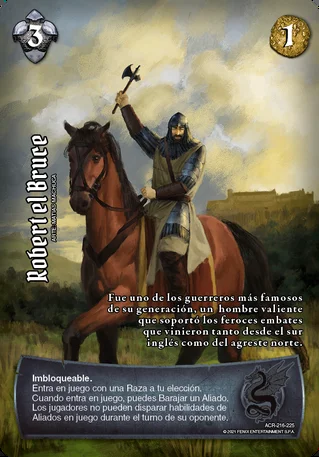 3
1
Robert el Bruce
ARTE: MATÍAS MACHUCA
Fue uno de los guerreros más famosos
de su generación, un hombre valiente
que soportó los feroces embates
que vinieron tanto desde el sur
inglés como del agreste norte.
Imbloqueable.
Entra en juego con una Raza a tu elección.
Cuando entra en juego, puedes Barajar un Aliado.
Los jugadores no pueden disparar habilidades de
Aliados en juego durante el turno de su oponente.
ACR-216-225
© 2021 FENIX ENTERTAINMENT S.P.A.